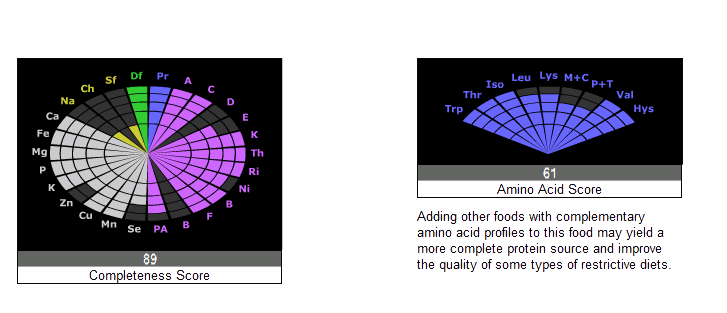 Df
Pr
A
C
D
E
K
Th
Ri
Ni
B
F
B
PA
Se
Mn
Cu
Zn
K
P
Mg
Fe
Ca
Na
Ch
Sf
89
Completeness Score
Trp
Thr
Iso
Leu
Lys
M+C
P+T
Val
Hys
61
Amino Acid Score
Adding other foods with complementary
amino acid profiles to this food may yield a
more complete protein source and improve
the quality of some types of restrictive diets.